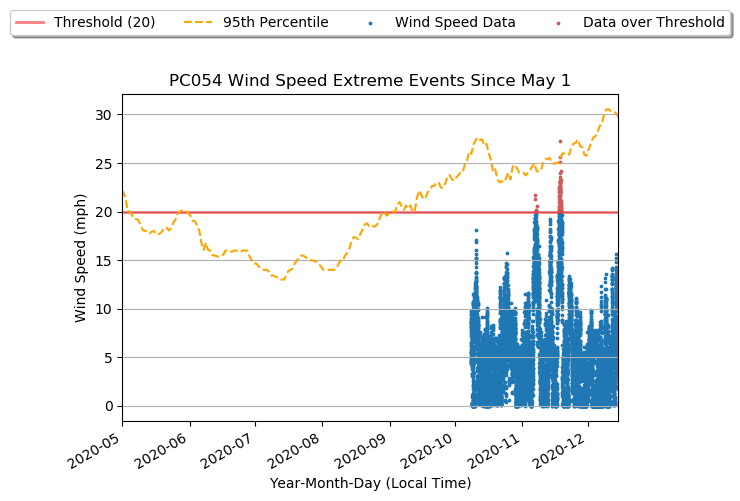 Threshold (20) 95th Percentile Wind Speed Data Data over Threshold
PC054 Wind Speed Extreme Events Since May 1
Wind Speed (mph)
30
25
20
15
10
5
0
2020-05 2020-06 2020-07 2020-08 2020-09 2020-10 2020-11 2020-12
Year-Month-Day (Local Time)